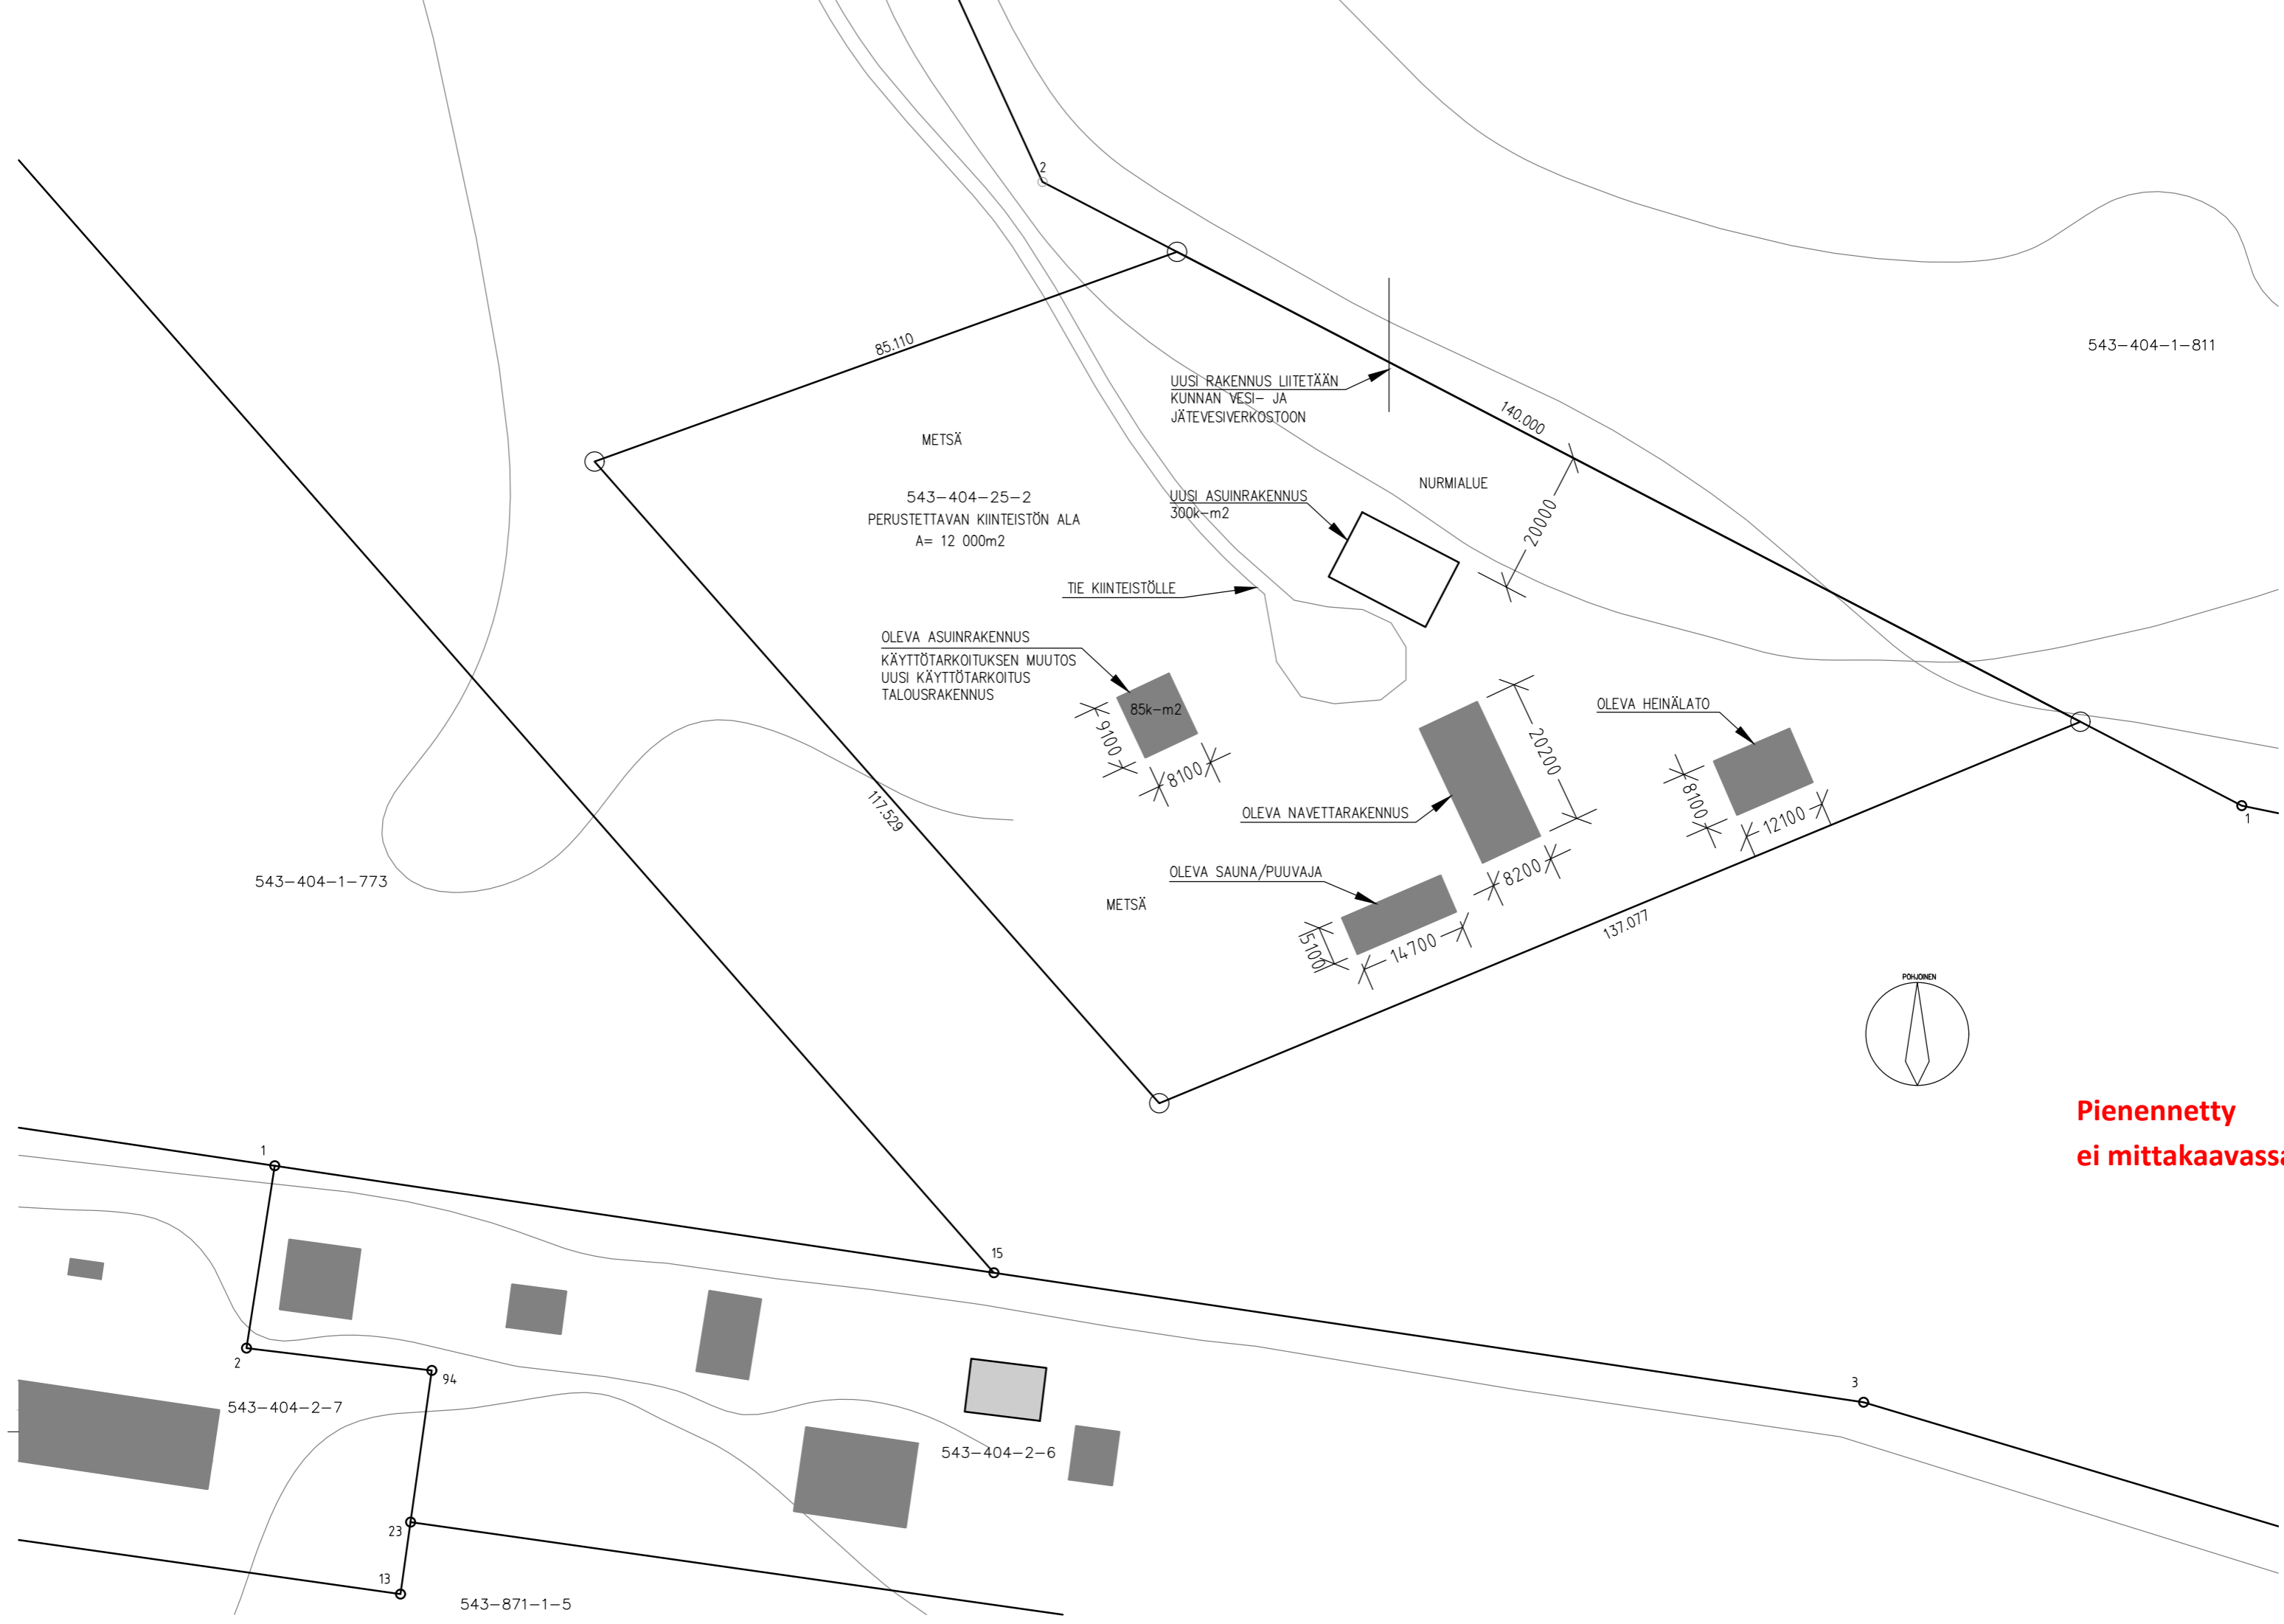 2
543-404-1-811
85.110
UUSI RAKENNUS LIITETÄÄN
KUNNAN VESI- JA
JÄTEVESIVERKOSTOON
140.000
METSÄ
543-404-25-2
PERUSTETTAVAN KIINTEISTÖN ALA
A= 12 000m2
UUSI ASUINRAKENNUS
300k-m2
NURMIALUE
20000
TIE KIINTEISTÖLLE
OLEVA ASUINRAKENNUS
KÄYTTÖTARKOITUKSEN MUUTOS
UUSI KÄYTTÖTARKOITUS
TALOUSRAKENNUS
85k-m2
9100
8100
20200
OLEVA HEINÄLATO
8100
12100
1
OLEVA NAVETTARAKENNUS
8200
117.529
543-404-1-773
OLEVA SAUNA/PUUVAJA
METSÄ
5100
14700
137.077
POHJOINEN
Pienennetty
ei mittakaavassa
1
15
2
94
3
543-404-2-7
543-404-2-6
23
13
543-871-1-5